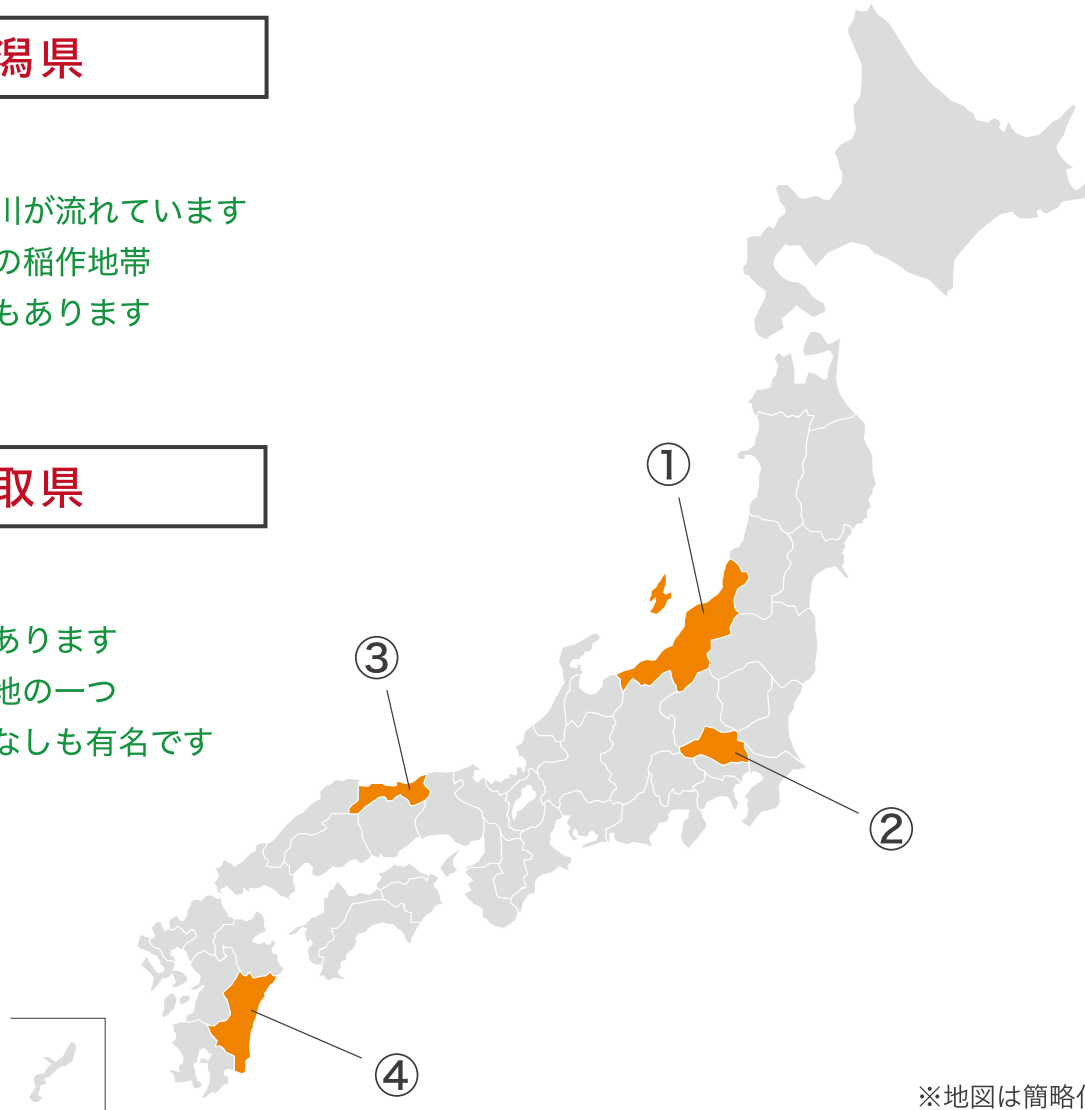 潟県
川が流れています
の稲作地帯
もあります
取県
あります
地の一つ
なしも有名です
①
③
②
④
※地図は簡略